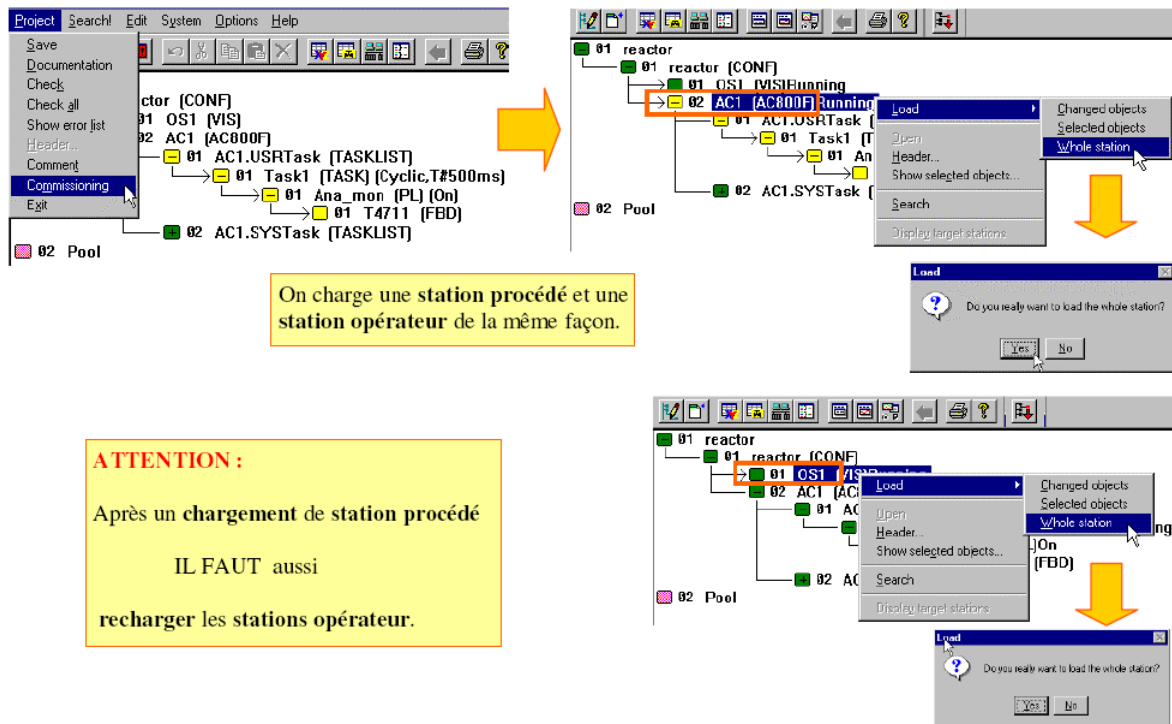 Project Search! Edit System Options Help
Save
Documentation
Check
Check all
Show error list
Header...
Comment
Commissioning
Exit
ctor (CONF)
01 OS1 (VIS)
02 AC1 (AC800F)
01 AC1.USRTask (TASKLIST)
01 Task1 (TASK) (Cyclic,T#500ms)
01 Ana_mon (PL) (On)
01 T4711 (FBD)
02 AC1.SYSTask (TASKLIST)
02 Pool
01 reactor
01 reactor (CONF)
01 OS1 (VIS)Running
02 AC1 (AC800F)Running
01 AC1.USRTask (
01 Task1 (T
01 An
02 AC1.SYSTask (
02 Pool
Load
Open
Header...
Show selected objects...
Search
Display target stations
Changed objects
Selected objects
Whole station
Load
Do you really want to load the whole station?
Yes No
On charge une station procédé et une
station opérateur de la même façon.
ATTENTION :
Après un chargement de station procédé
IL FAUT aussi
recharger les stations opérateur.
01 reactor
01 reactor (CONF)
01 OS1 (VIS)Running
02 AC1 (AC
01 AC
02 AC
02 Pool
Load
Open
Header...
Show selected objects...
Search
Display target stations
Changed objects
Selected objects
Whole station
ng
)On
(FBD)
Load
Do you really want to load the whole station?
Yes No